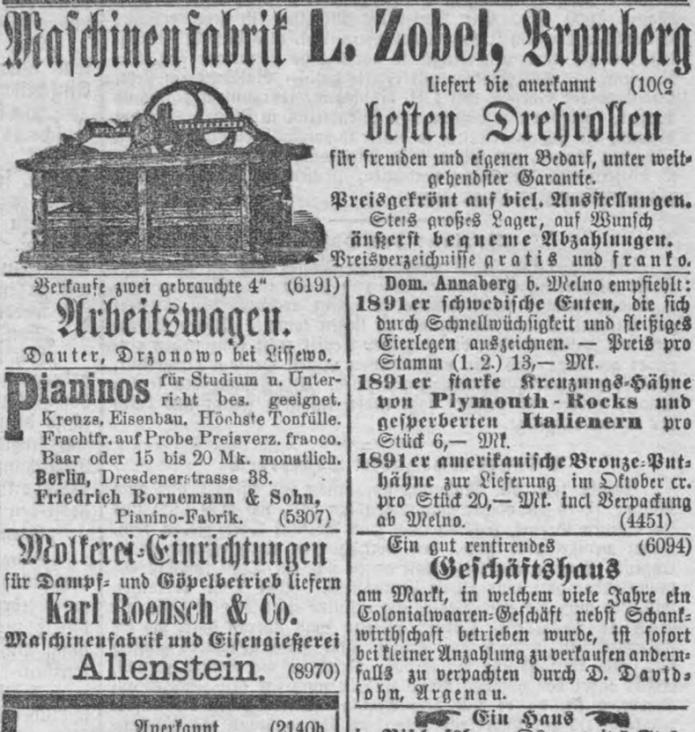 Maschinenfabrik L. Zobel, Bromberg
liefert die anerkannt
besten Drehrollen
für fremden und eigenen Bedarf, unter weit-
gehendster Garantie.
Preisgekrönt auf viel. Ausstellungen.
Stets großes Lager, auf Wunsch
äußerst bequeme Abzahlungen.
Preisverzeichnisse gratis und franko.
Verkaufe zwei gebrauchte 4" (6191)
Arbeitswagen.
Dauter, Drzonowo bei Lissewo.
Pianinos für Studium u. Unter-
richt bes. geeignet.
Kreuzs. Eisenbau. Höchste Tonfülle.
Frachtfr. auf Probe Preisverz. franco.
Baar oder 15 bis 20 Mk. monatlich.
Berlin, Dresdenerstrasse 38.
Friedrich Bornemann & Sohn,
Pianino-Fabrik. (5307)
Molkerei-Einrichtungen
für Dampf- und Göpelbetrieb liefern
Karl Roensch & Co.
Maschinenfabrik und Eisengießerei
Allenstein. (8970)
Anerkannt (2140h
Dom. Annaberg b. Melno empfiehlt:
1891er schwedische Enten, die sich
durch Schnellwüchsigkeit und fleißiges
Eierlegen auszeichnen. — Preis pro
Stamm (1. 2.) 13,— Mk.
1891er starke Kreuzungs-Hähne
von Plymouth-Rocks und
gesperberten Italienern pro
Stück 6,— Mk.
1891er amerikanische Bronze-Put-
hähne zur Lieferung im Oktober cr.
pro Stück 20,— Mk. incl Verpackung
ab Melno. (4451)
Ein gut rentirendes (6094)
Geschäftshaus
am Markt, in welchem viele Jahre ein
Colonialwaaren-Geschäft nebst Schank-
wirthschaft betrieben wurde, ist sofort
bei kleiner Anzahlung zu verkaufen andern-
falls zu verpachten durch D. David-
sohn, Argenau.
Ein Haus